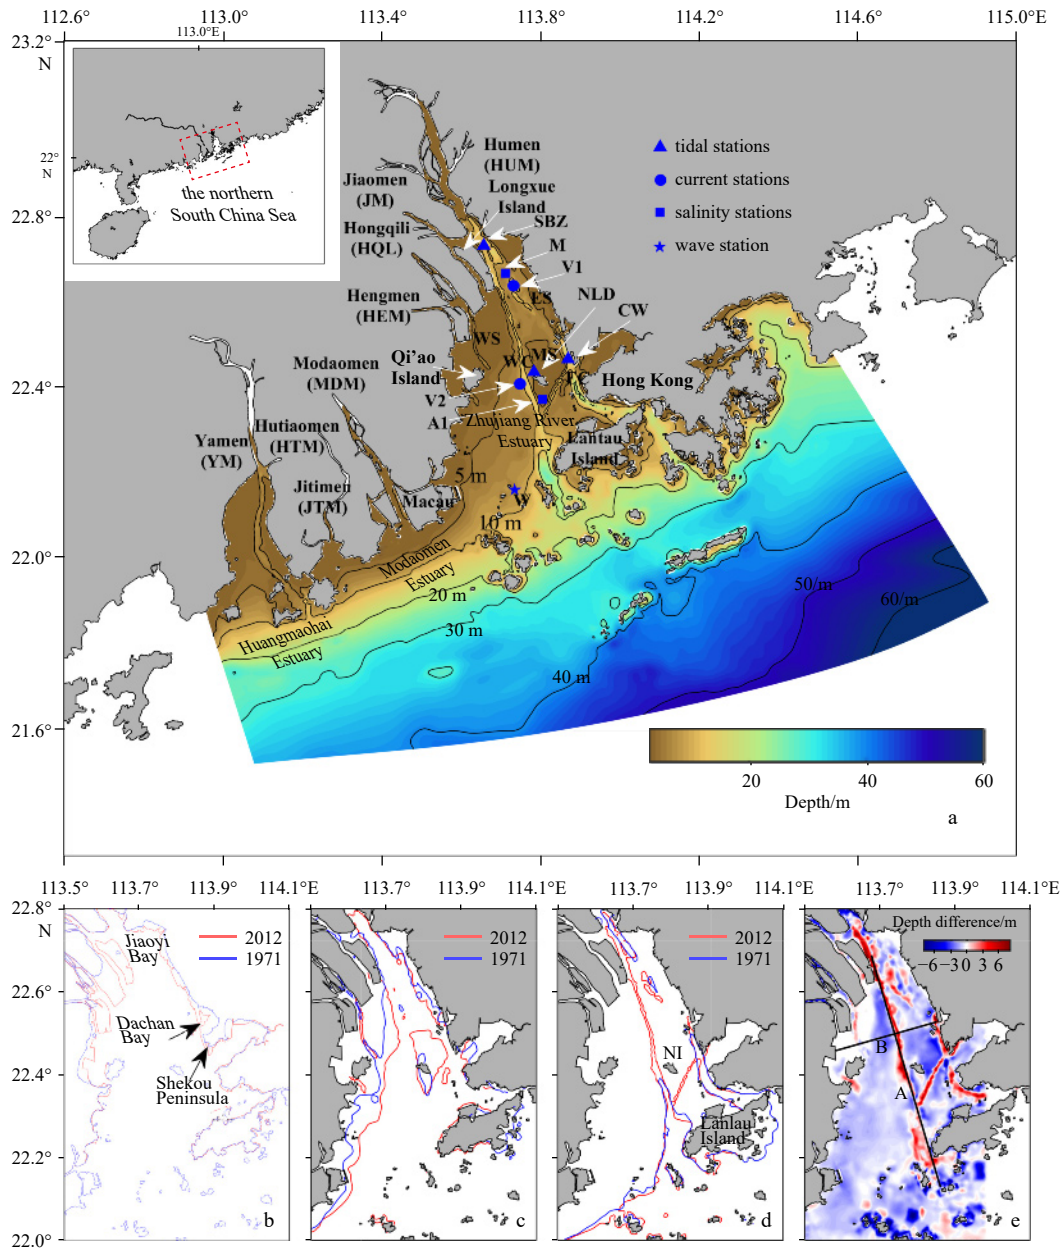 112.6° 113.0° 113.4° 113.8° 114.2° 114.6° 115.0°E
23.2°
N
22.8°
22.4°
22.0°
21.6°
113.0°E
22°
N
the northern
South China Sea
Humen
(HUM)
Jiaomen
(JM)
Longxue
Island
Hongqili
(HQL)
SBZ
M
V1
Hengmen
(HEM)
ES
NLD
CW
WS
MS
WC
Qi'ao
Island
Modaomen
(MDM)
V2
Hong Kong
A1
Zhujiang River
Estuary
Hutiaomen
(HTM)
Yamen
(YM)
Lantau
Island
Jitimen
(JTM)
5 m
Macau
W
10 m
Modaomen
Estuary
20 m
30 m
Huangmaohai
Estuary
40 m
50/m
60/m
tidal stations
current stations
salinity stations
wave station
20 40 60
Depth/m
a
113.5° 113.7° 113.9° 114.1°E
113.7° 113.9° 114.1°E
113.7° 113.9° 114.1°E
113.7° 113.9° 114.1°E
22.8°
N
22.6°
22.4°
22.2°
22.0°
Jiaoyi
Bay
2012
1971
Dachan
Bay
Shekou
Peninsula
b
2012
1971
c
2012
1971
NI
Lanlau
Island
d
Depth difference/m
−6 −3 0 3 6
B
A
e